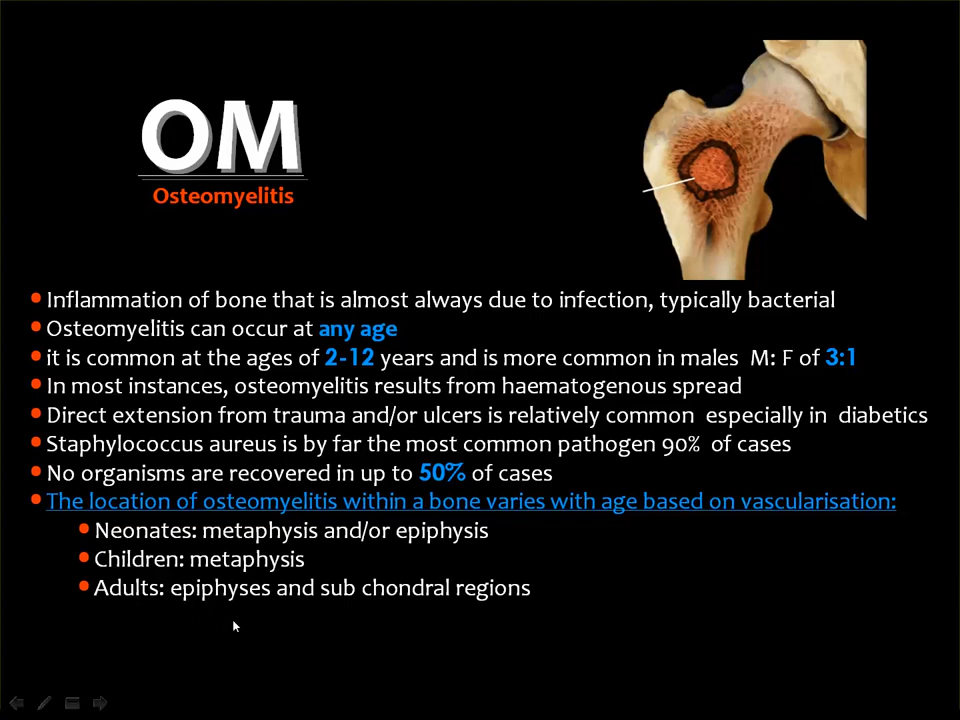 OM
Osteomyelitis
• Inflammation of bone that is almost always due to infection, typically bacterial
• Osteomyelitis can occur at any age
• it is common at the ages of 2-12 years and is more common in males  M: F of 3:1
• In most instances, osteomyelitis results from haematogenous spread
• Direct extension from trauma and/or ulcers is relatively common  especially in  diabetics
• Staphylococcus aureus is by far the most common pathogen 90%  of cases
• No organisms are recovered in up to 50% of cases
• The location of osteomyelitis within a bone varies with age based on vascularisation:
• Neonates: metaphysis and/or epiphysis
• Children: metaphysis
• Adults: epiphyses and sub chondral regions